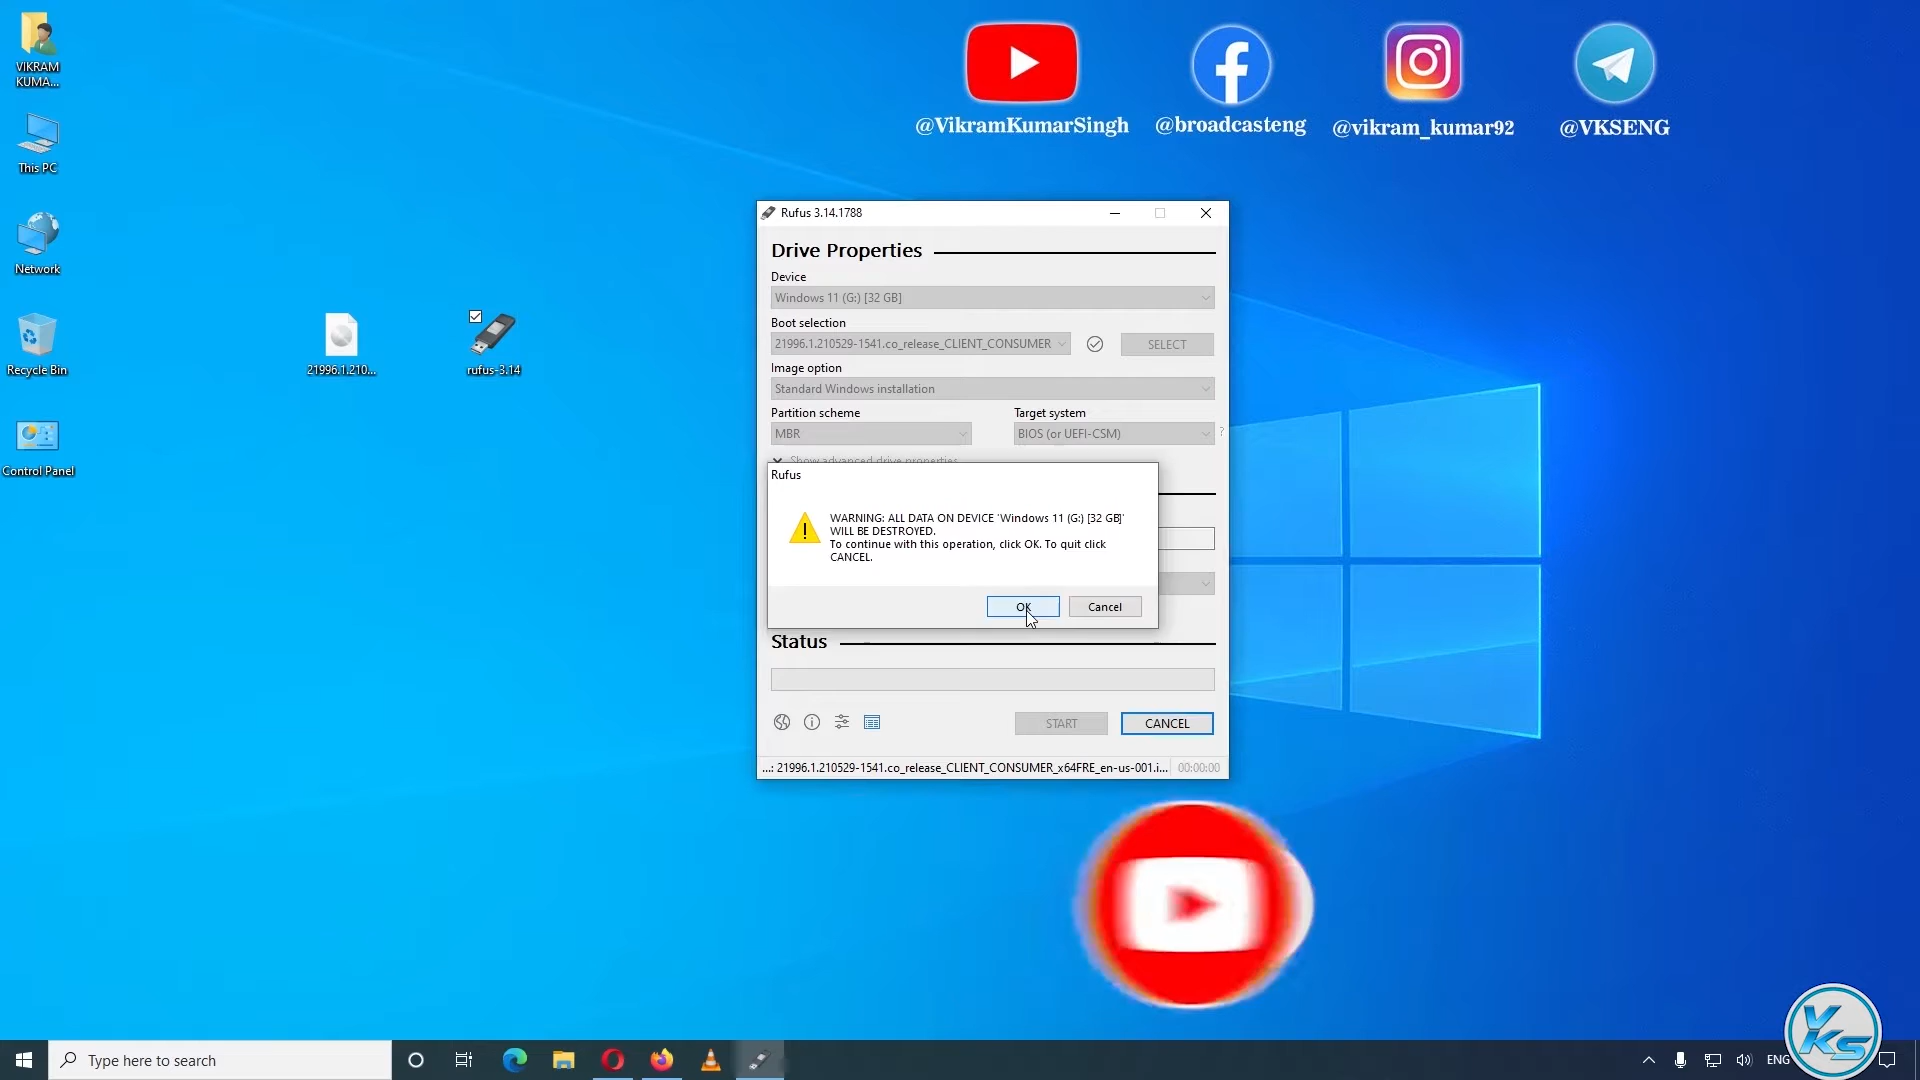 VIKRAM
KUMA...
This PC
Network
Recycle Bin
Control Panel
21996.1.210...
rufus-3.14
@VikramKumarSingh
@broadcasteng
@vikram_kumar92
@VKSENG
Rufus 3.14.1788
Drive Properties
Device
Windows 11 (G:) [32 GB]
Boot selection
21996.1.210529-1541.co_release_CLIENT_CONSUMER
SELECT
Image option
Standard Windows installation
Partition scheme
Target system
MBR
BIOS (or UEFI-CSM)
?
Show advanced drive properties
Rufus
WARNING: ALL DATA ON DEVICE 'Windows 11 (G:) [32 GB]'
WILL BE DESTROYED.
To continue with this operation, click OK. To quit click
CANCEL.
OK
Cancel
Status
START
CANCEL
...: 21996.1.210529-1541.co_release_CLIENT_CONSUMER_x64FRE_en-us-001.i...
00:00:00
Type here to search
ENG
VKS